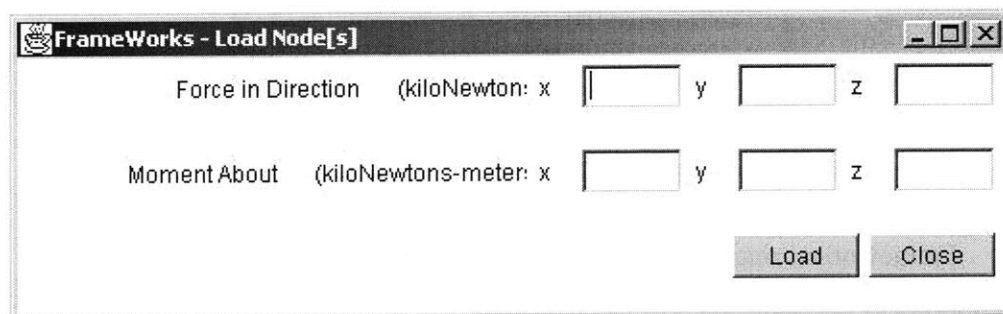 FrameWorks - Load Node[s]
Force in Direction (kiloNewton: x y z
Moment About (kiloNewtons-meter: x y z
Load Close